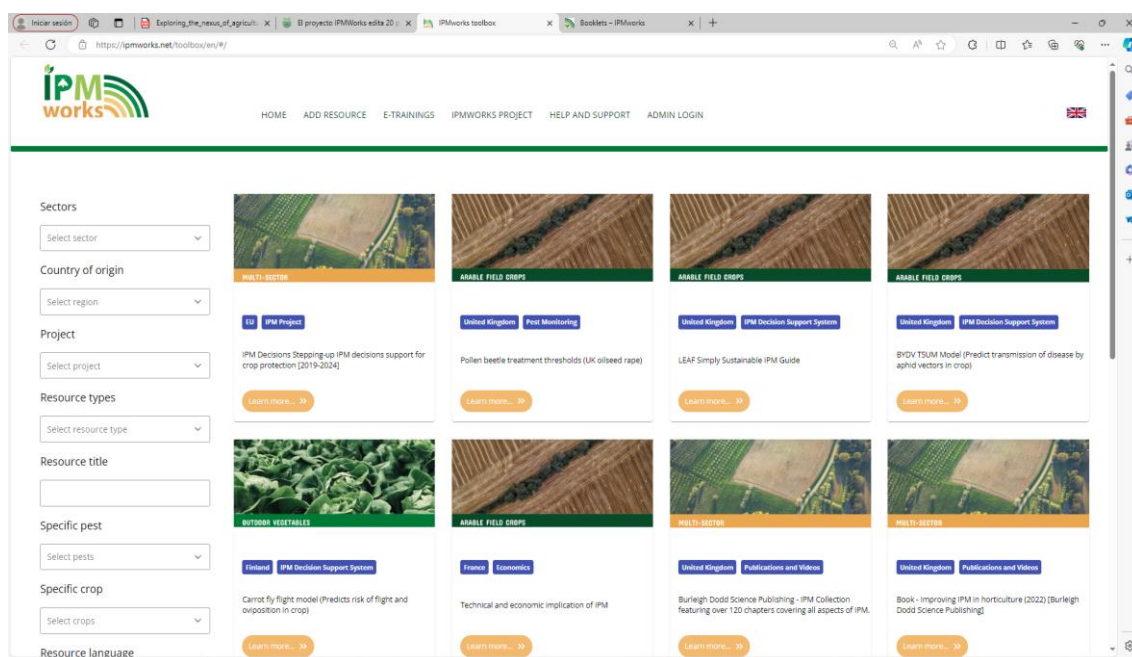 Iniciar sesión
Exploring_the_nexus_of_agricultu
El proyecto IPMWorks edita 20
IPMworks toolbox
Booklets – IPMworks
https://ipmworks.net/toolbox/en/#/
IPM
works
HOME ADD RESOURCE E-TRAININGS IPMWORKS PROJECT HELP AND SUPPORT ADMIN LOGIN
Sectors
Select sector
Country of origin
Select region
Project
Select project
Resource types
Select resource type
Resource title
Specific pest
Select pests
Specific crop
Select crops
Resource language
MULTI-SECTOR
EU IPM Project
IPM Decisions Stepping-up IPM decisions support for
crop protection [2019-2024]
Learn more...
ARABLE FIELD CROPS
United Kingdom Pest Monitoring
Pollen beetle treatment thresholds (UK oilseed rape)
Learn more...
ARABLE FIELD CROPS
United Kingdom IPM Decision Support System
LEAF Simply Sustainable IPM Guide
Learn more...
ARABLE FIELD CROPS
United Kingdom IPM Decision Support System
BYDV TSUM Model (Predict transmission of disease by
aphid vectors in crop)
Learn more...
OUTDOOR VEGETABLES
Finland IPM Decision Support System
Carrot fly flight model (Predicts risk of flight and
oviposition in crop)
Learn more...
ARABLE FIELD CROPS
France Economics
Technical and economic implication of IPM
Learn more...
MULTI-SECTOR
United Kingdom Publications and Videos
Burleigh Dodd Science Publishing - IPM Collection
featuring over 120 chapters covering all aspects of IPM.
Learn more...
MULTI-SECTOR
United Kingdom Publications and Videos
Book - Improving IPM in horticulture (2022) [Burleigh
Dodd Science Publishing]
Learn more...